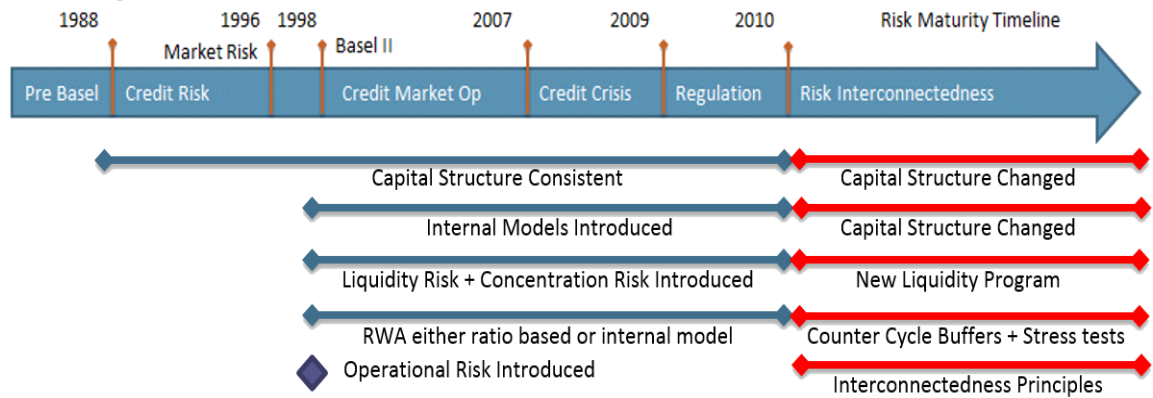 1988 1996 1998 2007 2009 2010 Risk Maturity Timeline
Market Risk Basel II
Pre Basel Credit Risk Credit Market Op Credit Crisis Regulation Risk Interconnectedness
Capital Structure Consistent Capital Structure Changed
Internal Models Introduced Capital Structure Changed
Liquidity Risk + Concentration Risk Introduced New Liquidity Program
RWA either ratio based or internal model Counter Cycle Buffers + Stress tests
Operational Risk Introduced Interconnectedness Principles